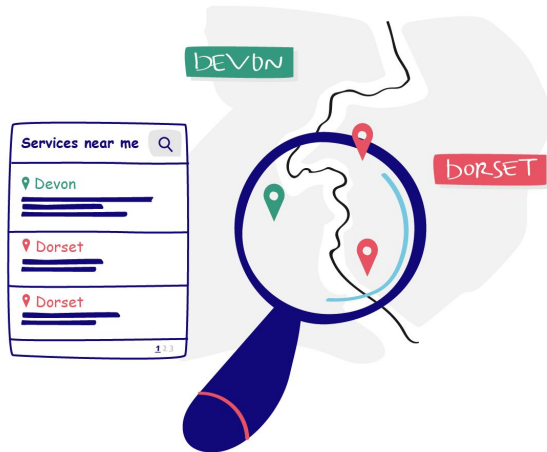 DEVON
DORSET
Services near me
Devon
Dorset
Dorset
1 2 3